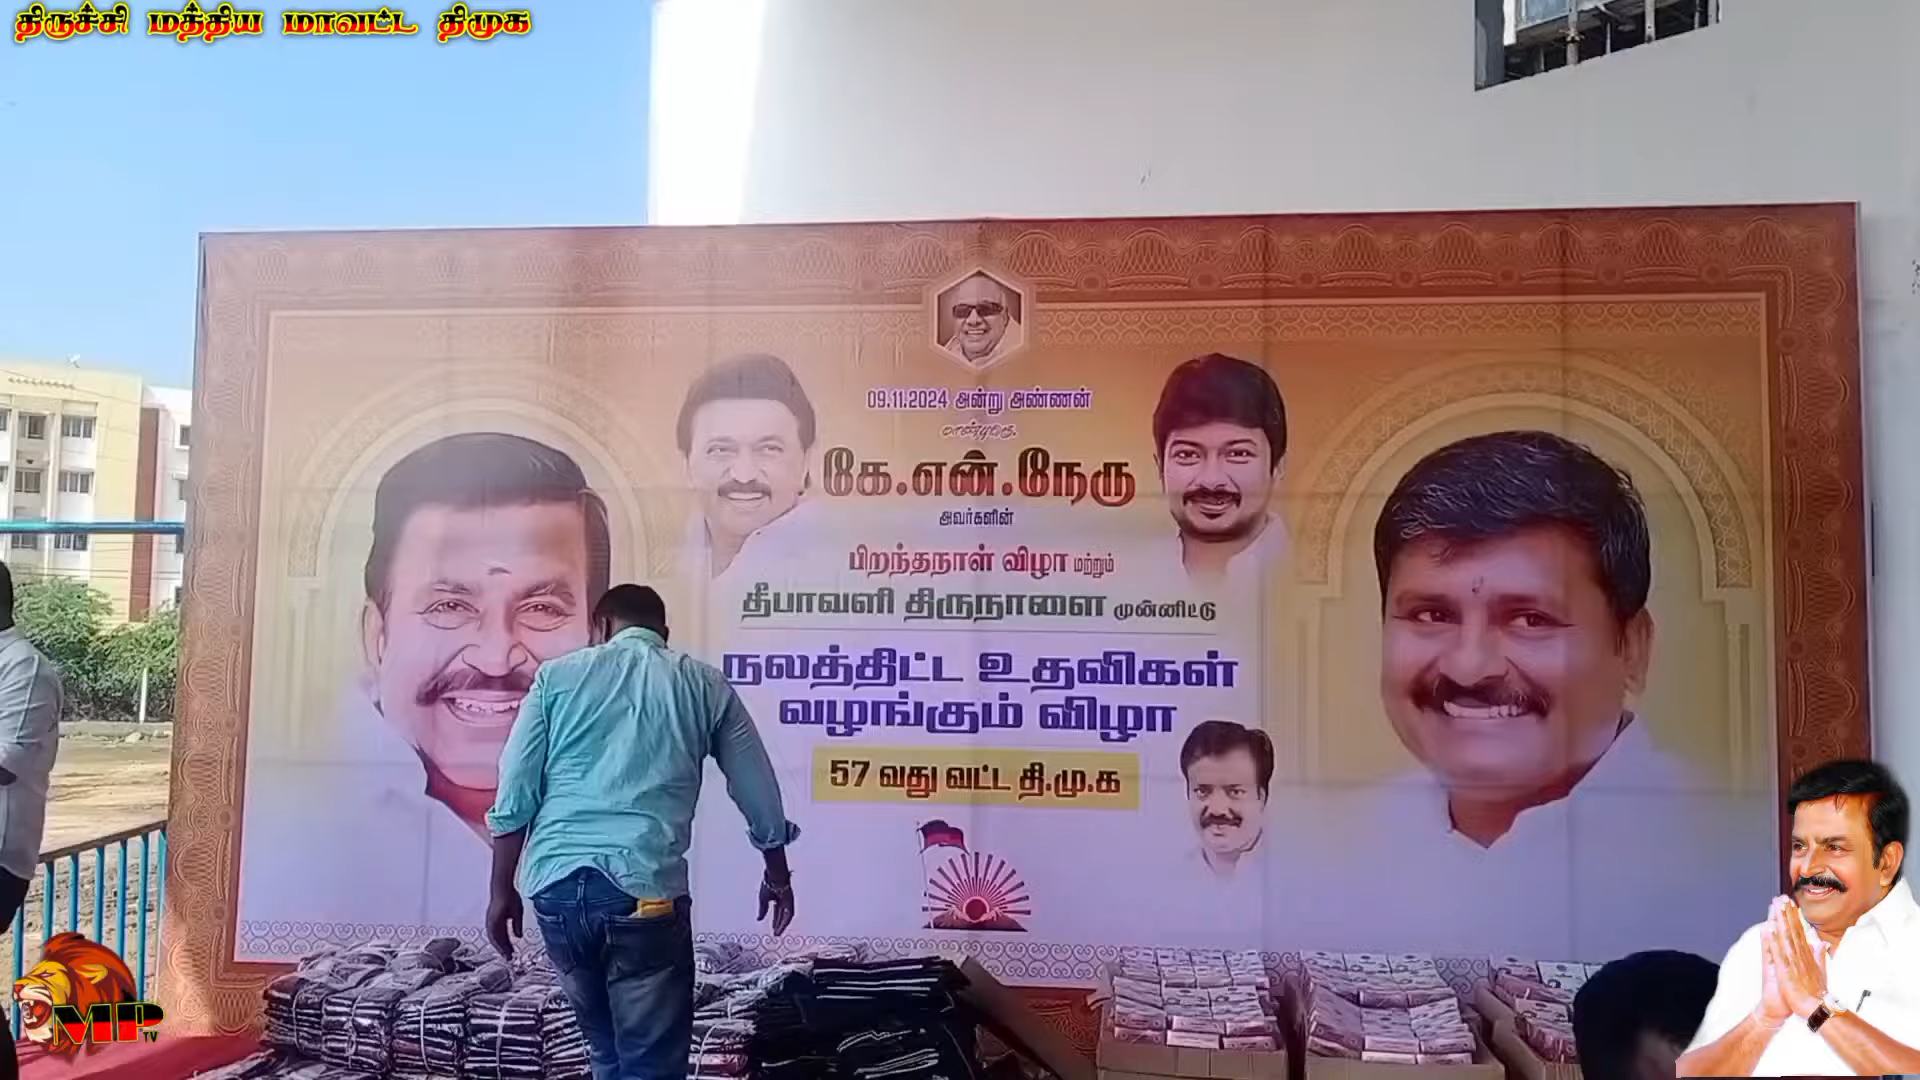 திருச்சி மத்திய மாவட்ட திமுக
09.11.2024 அன்று அண்ணன்
மாண்புமிகு.
கே.என்.நேரு
அவர்களின்
பிறந்தநாள் விழா மற்றும்
தீபாவளி திருநாளை முன்னிட்டு
நலத்திட்ட உதவிகள்
வழங்கும் விழா
57 வது வட்ட தி.மு.க
MP TV